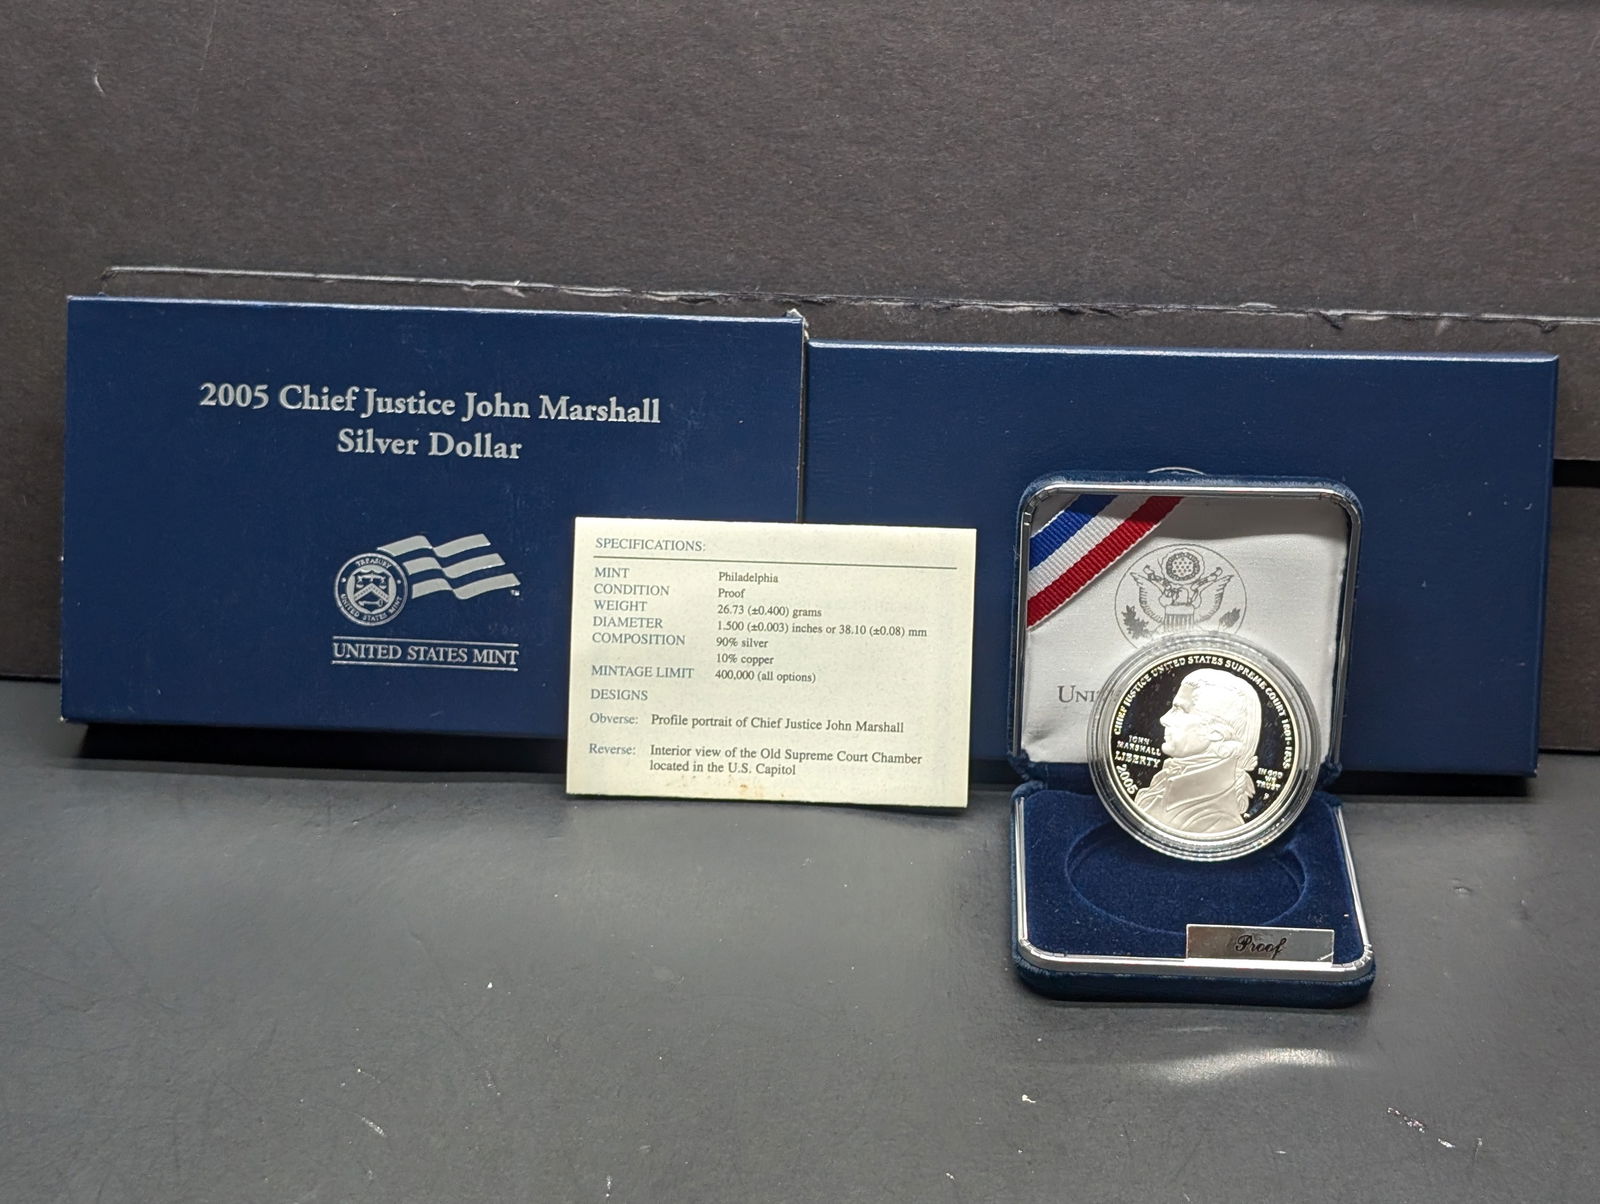 2005 Chief Justice John Marshall
Silver Dollar
TREASURY
UNITED STATES MINT
UNITED STATES MINT
SPECIFICATIONS:
MINT Philadelphia
CONDITION Proof
WEIGHT 26.73 (±0.400) grams
DIAMETER 1.500 (±0.003) inches or 38.10 (±0.08) mm
COMPOSITION 90% silver
10% copper
MINTAGE LIMIT 400,000 (all options)
DESIGNS
Obverse: Profile portrait of Chief Justice John Marshall
Reverse: Interior view of the Old Supreme Court Chamber
located in the U.S. Capitol
CHIEF JUSTICE UNITED STATES SUPREME COURT 1801-1835
JOHN
MARSHALL
LIBERTY
2005
IN GOD
WE
TRUST
P
Proof